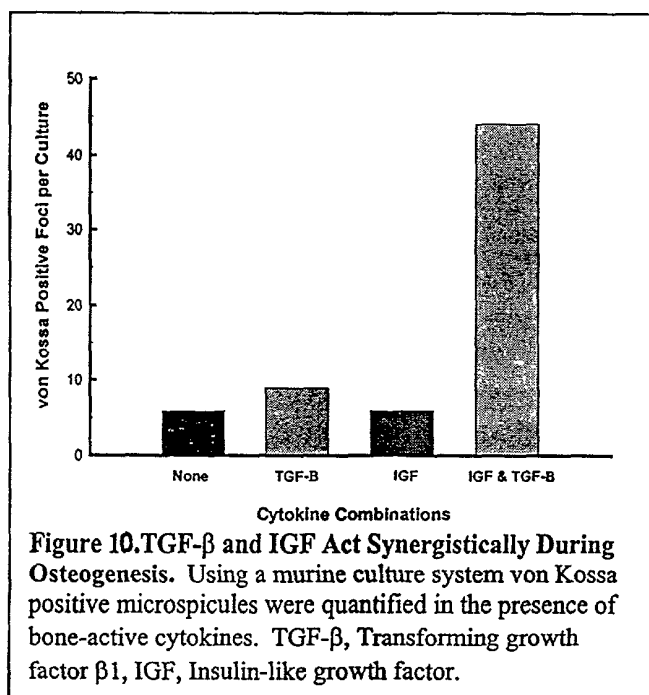 50
40
30
20
10
0
von Kossa Positive Foci per Culture
None TGF-B IGF IGF & TGF-B
Cytokine Combinations
Figure 10.TGF-β and IGF Act Synergistically During
Osteogenesis. Using a murine culture system von Kossa
positive microspicules were quantified in the presence of
bone-active cytokines. TGF-β, Transforming growth
factor β1, IGF, Insulin-like growth factor.